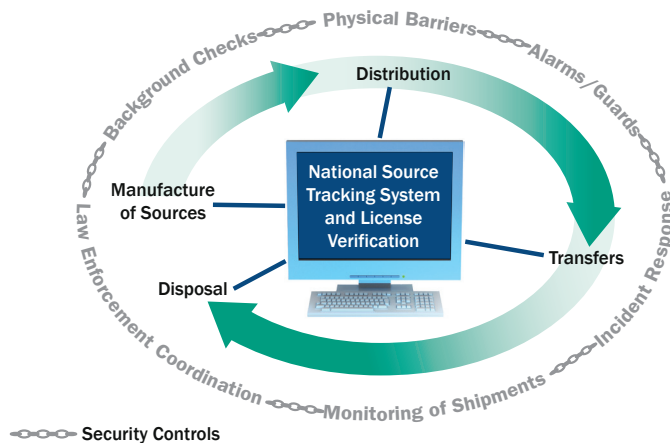 Physical Barriers
Background Checks
Alarms/Guards
Distribution
National Source
Tracking System
and License
Verification
Manufacture
of Sources
Transfers
Disposal
Law Enforcement Coordination
Incident Response
Monitoring of Shipments
Security Controls